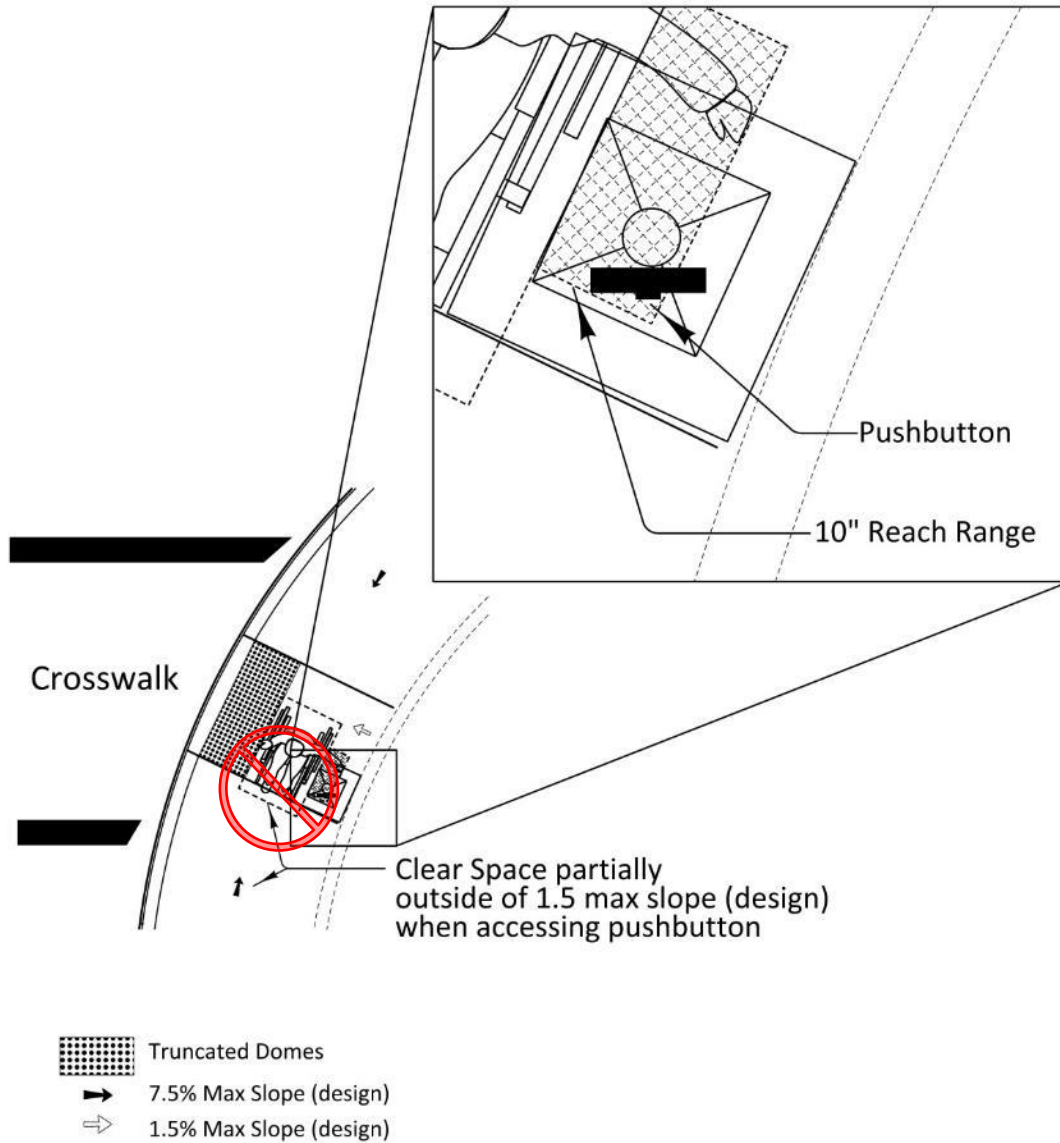 Pushbutton
10" Reach Range
Crosswalk
Clear Space partially
outside of 1.5 max slope (design)
when accessing pushbutton
Truncated Domes
7.5% Max Slope (design)
1.5% Max Slope (design)